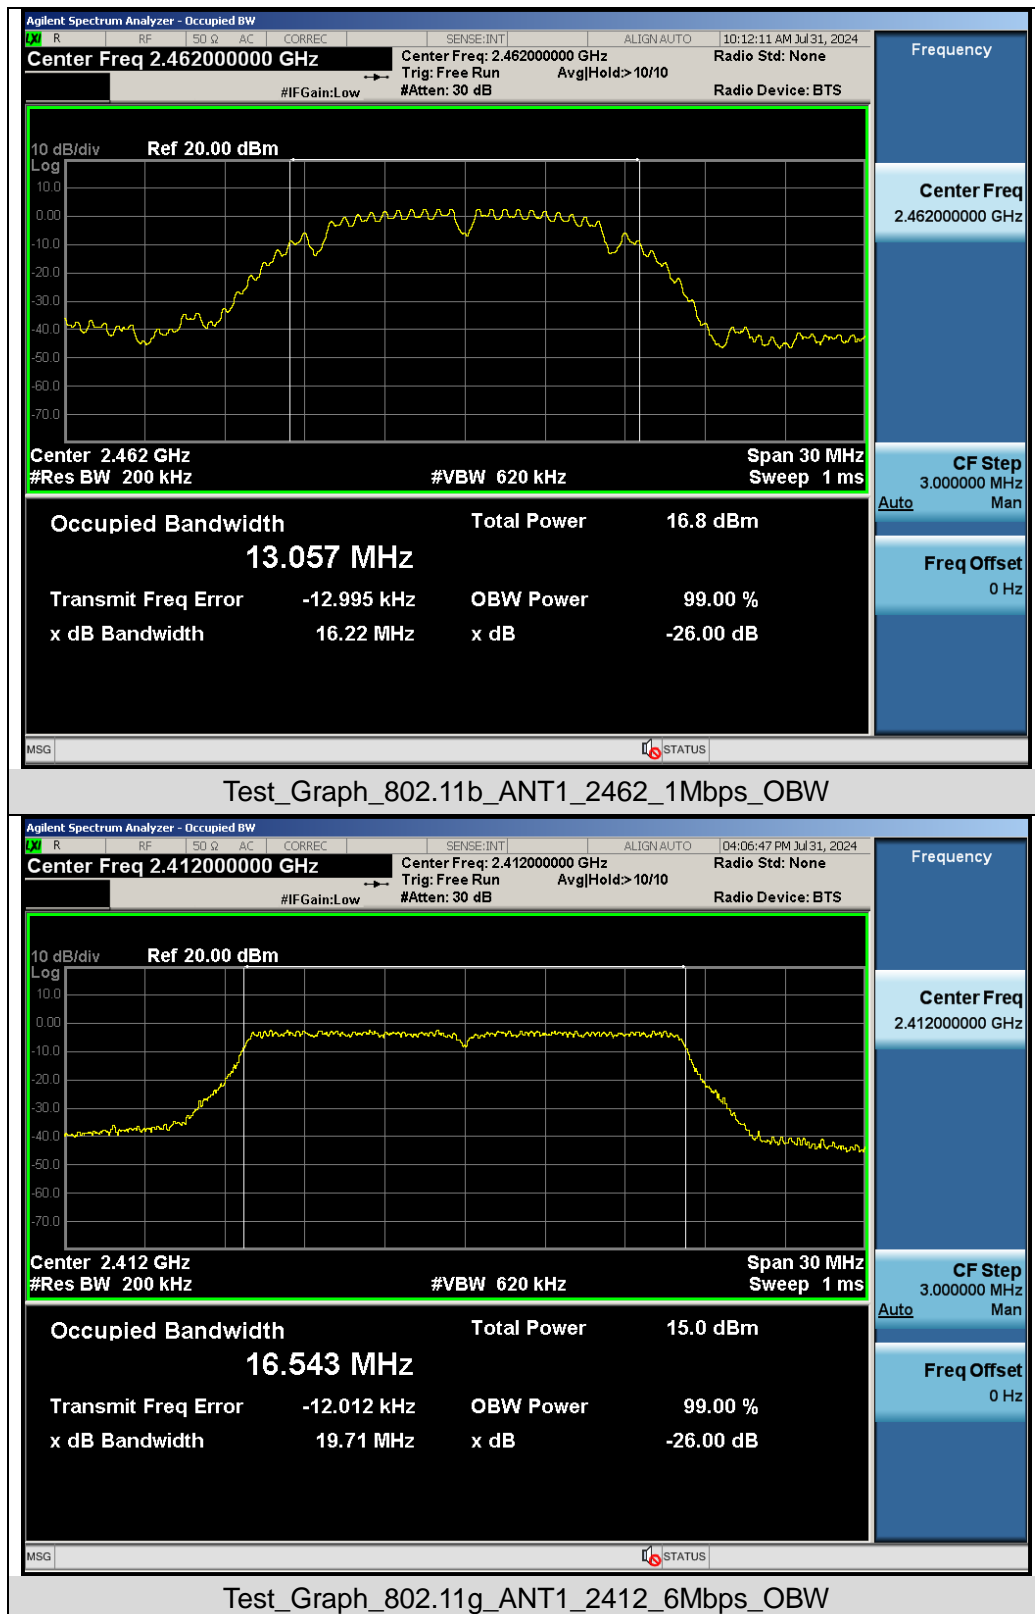 Agilent Spectrum Analyzer - Occupied BW
LXI R RF 50 Ω AC CORREC SENSE:INT ALIGN AUTO 10:12:11 AM Jul 31, 2024
Center Freq 2.462000000 GHz
Center Freq: 2.462000000 GHz
Radio Std: None
Trig: Free Run Avg|Hold:> 10/10
#IFGain:Low
#Atten: 30 dB
Radio Device: BTS
10 dB/div Ref 20.00 dBm
Log
10.0
0.00
-10.0
-20.0
-30.0
-40.0
-50.0
-60.0
-70.0
Center 2.462 GHz Span 30 MHz
#Res BW 200 kHz #VBW 620 kHz Sweep 1 ms
Occupied Bandwidth Total Power 16.8 dBm
13.057 MHz
Transmit Freq Error -12.995 kHz OBW Power 99.00 %
x dB Bandwidth 16.22 MHz x dB -26.00 dB
MSG STATUS
Frequency
Center Freq
2.462000000 GHz
CF Step
3.000000 MHz
Auto Man
Freq Offset
0 Hz
Test_Graph_802.11b_ANT1_2462_1Mbps_OBW
Agilent Spectrum Analyzer - Occupied BW
LXI R RF 50 Ω AC CORREC SENSE:INT ALIGN AUTO 04:06:47 PM Jul 31, 2024
Center Freq 2.412000000 GHz
Center Freq: 2.412000000 GHz
Radio Std: None
Trig: Free Run Avg|Hold:> 10/10
#IFGain:Low
#Atten: 30 dB
Radio Device: BTS
10 dB/div Ref 20.00 dBm
Log
10.0
0.00
-10.0
-20.0
-30.0
-40.0
-50.0
-60.0
-70.0
Center 2.412 GHz Span 30 MHz
#Res BW 200 kHz #VBW 620 kHz Sweep 1 ms
Occupied Bandwidth Total Power 15.0 dBm
16.543 MHz
Transmit Freq Error -12.012 kHz OBW Power 99.00 %
x dB Bandwidth 19.71 MHz x dB -26.00 dB
MSG STATUS
Frequency
Center Freq
2.412000000 GHz
CF Step
3.000000 MHz
Auto Man
Freq Offset
0 Hz
Test_Graph_802.11g_ANT1_2412_6Mbps_OBW